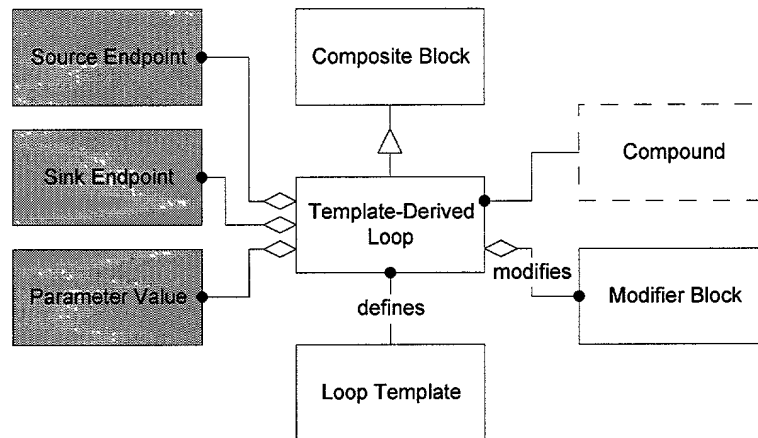 Source Endpoint
Composite Block
Sink Endpoint
Compound
Template-Derived
Loop
modifies
Parameter Value
defines
Modifier Block
Loop Template